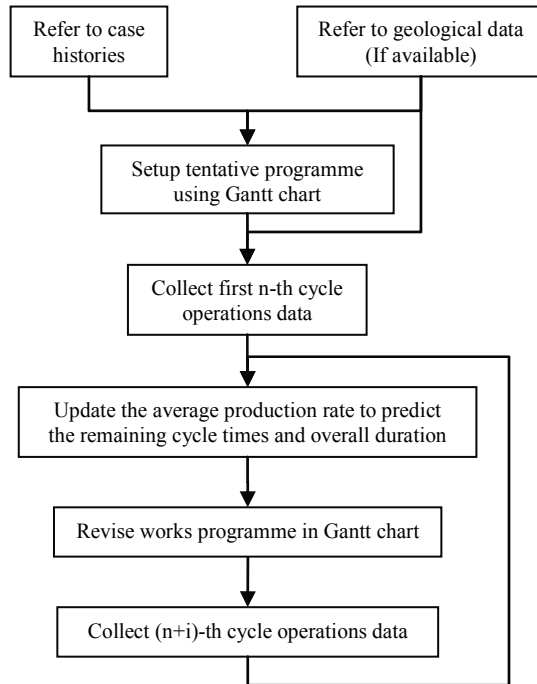 Refer to case
histories
Refer to geological data
(If available)
Setup tentative programme
using Gantt chart
Collect first n-th cycle
operations data
Update the average production rate to predict
the remaining cycle times and overall duration
Revise works programme in Gantt chart
Collect (n+i)-th cycle operations data